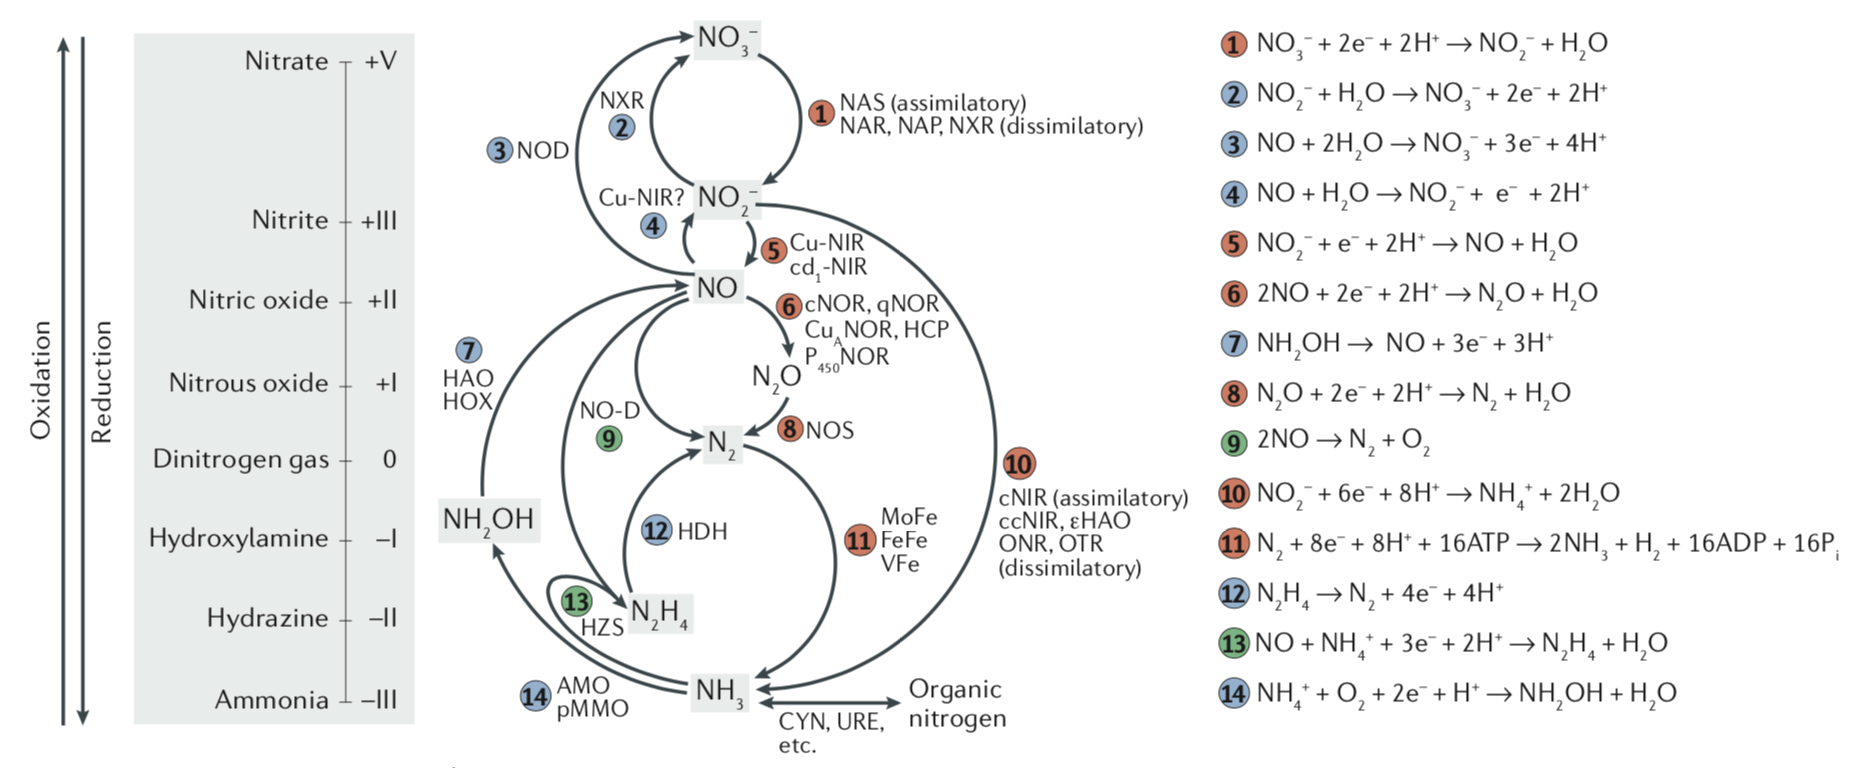 Oxidation
Reduction
Nitrate +V
Nitrite +III
Nitric oxide +II
Nitrous oxide +I
Dinitrogen gas 0
Hydroxylamine –I
Hydrazine –II
Ammonia –III
NO₃⁻
NXR
2
1 NAS (assimilatory)
NAR, NAP, NXR (dissimilatory)
3 NOD
Cu-NIR?
4
NO₂⁻
5 Cu-NIR
cd₁-NIR
NO
6 cNOR, qNOR
Cu_A NOR, HCP
P₄₅₀NOR
7
HAO
HOX
N₂O
NO-D
9
8 NOS
N₂
10
cNIR (assimilatory)
ccNIR, εHAO
ONR, OTR
(dissimilatory)
NH₂OH
12 HDH
11 MoFe
FeFe
VFe
13
HZS
N₂H₄
14 AMO
pMMO
NH₃
Organic
nitrogen
CYN, URE,
etc.
1 NO₃⁻ + 2e⁻ + 2H⁺ → NO₂⁻ + H₂O
2 NO₂⁻ + H₂O → NO₃⁻ + 2e⁻ + 2H⁺
3 NO + 2H₂O → NO₃⁻ + 3e⁻ + 4H⁺
4 NO + H₂O → NO₂⁻ + e⁻ + 2H⁺
5 NO₂⁻ + e⁻ + 2H⁺ → NO + H₂O
6 2NO + 2e⁻ + 2H⁺ → N₂O + H₂O
7 NH₂OH → NO + 3e⁻ + 3H⁺
8 N₂O + 2e⁻ + 2H⁺ → N₂ + H₂O
9 2NO → N₂ + O₂
10 NO₂⁻ + 6e⁻ + 8H⁺ → NH₄⁺ + 2H₂O
11 N₂ + 8e⁻ + 8H⁺ + 16ATP → 2NH₃ + H₂ + 16ADP + 16Pᵢ
12 N₂H₄ → N₂ + 4e⁻ + 4H⁺
13 NO + NH₄⁺ + 3e⁻ + 2H⁺ → N₂H₄ + H₂O
14 NH₄⁺ + O₂ + 2e⁻ + H⁺ → NH₂OH + H₂O